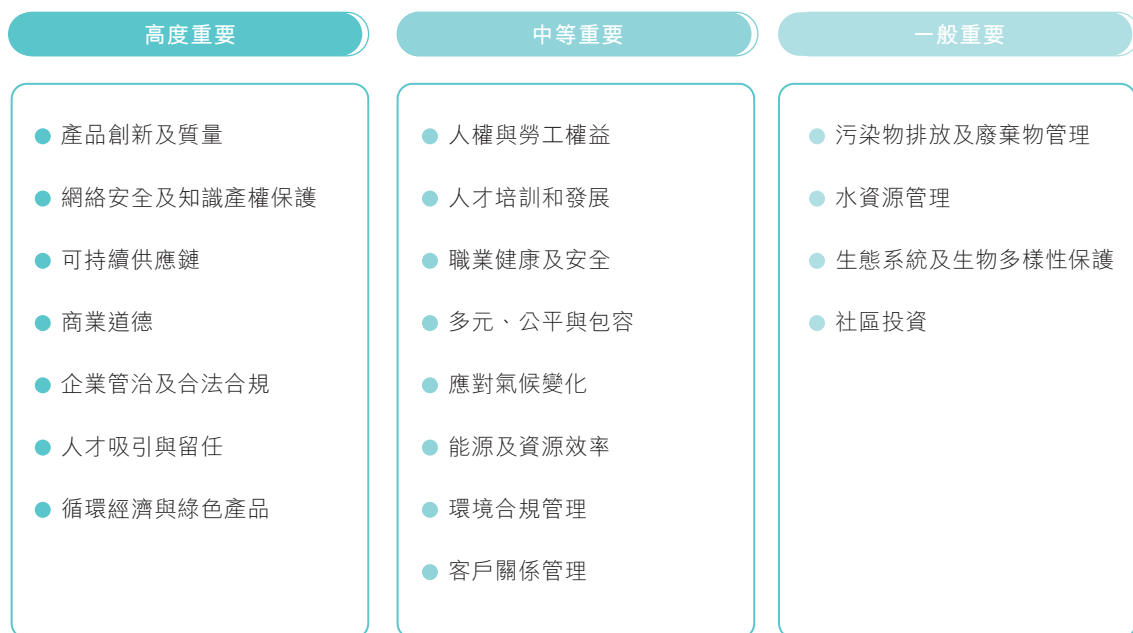 高度重要
產品創新及質量
網絡安全及知識產權保護
可持續供應鏈
商業道德
企業管治及合法合規
人才吸引與留任
循環經濟與綠色產品
中等重要
人權與勞工權益
人才培訓和發展
職業健康及安全
多元、公平與包容
應對氣候變化
能源及資源效率
環境合規管理
客戶關係管理
一般重要
污染物排放及廢棄物管理
水資源管理
生態系統及生物多樣性保護
社區投資